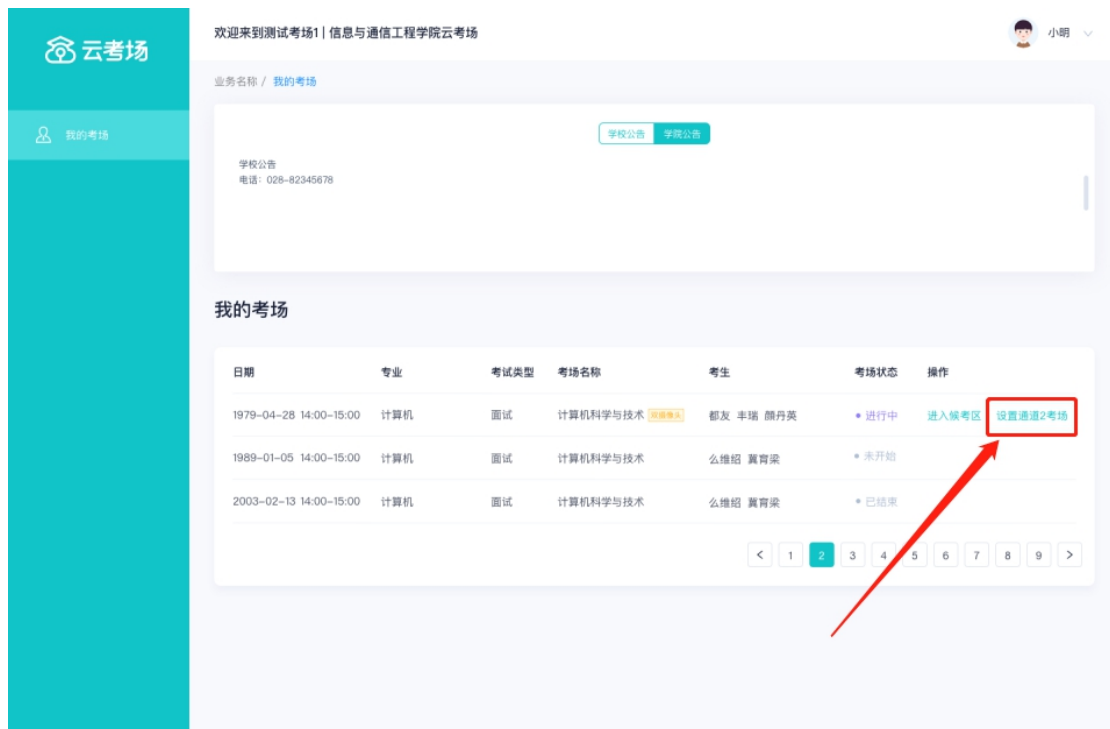 云考场
欢迎来到测试考场1 | 信息与通信工程学院云考场
小明
业务名称 / 我的考场
我的考场
学校公告 学院公告
学校公告
电话：028-82345678
我的考场
日期 专业 考试类型 考场名称 考生 考场状态 操作
1979-04-28 14:00-15:00 计算机 面试 计算机科学与技术 双摄像头 都友 丰瑞 颜丹英 进行中 进入候考区 设置通道2考场
1989-01-05 14:00-15:00 计算机 面试 计算机科学与技术 么维绍 冀育梁 未开始
2003-02-13 14:00-15:00 计算机 面试 计算机科学与技术 么维绍 冀育梁 已结束
< 1 2 3 4 5 6 7 8 9 >